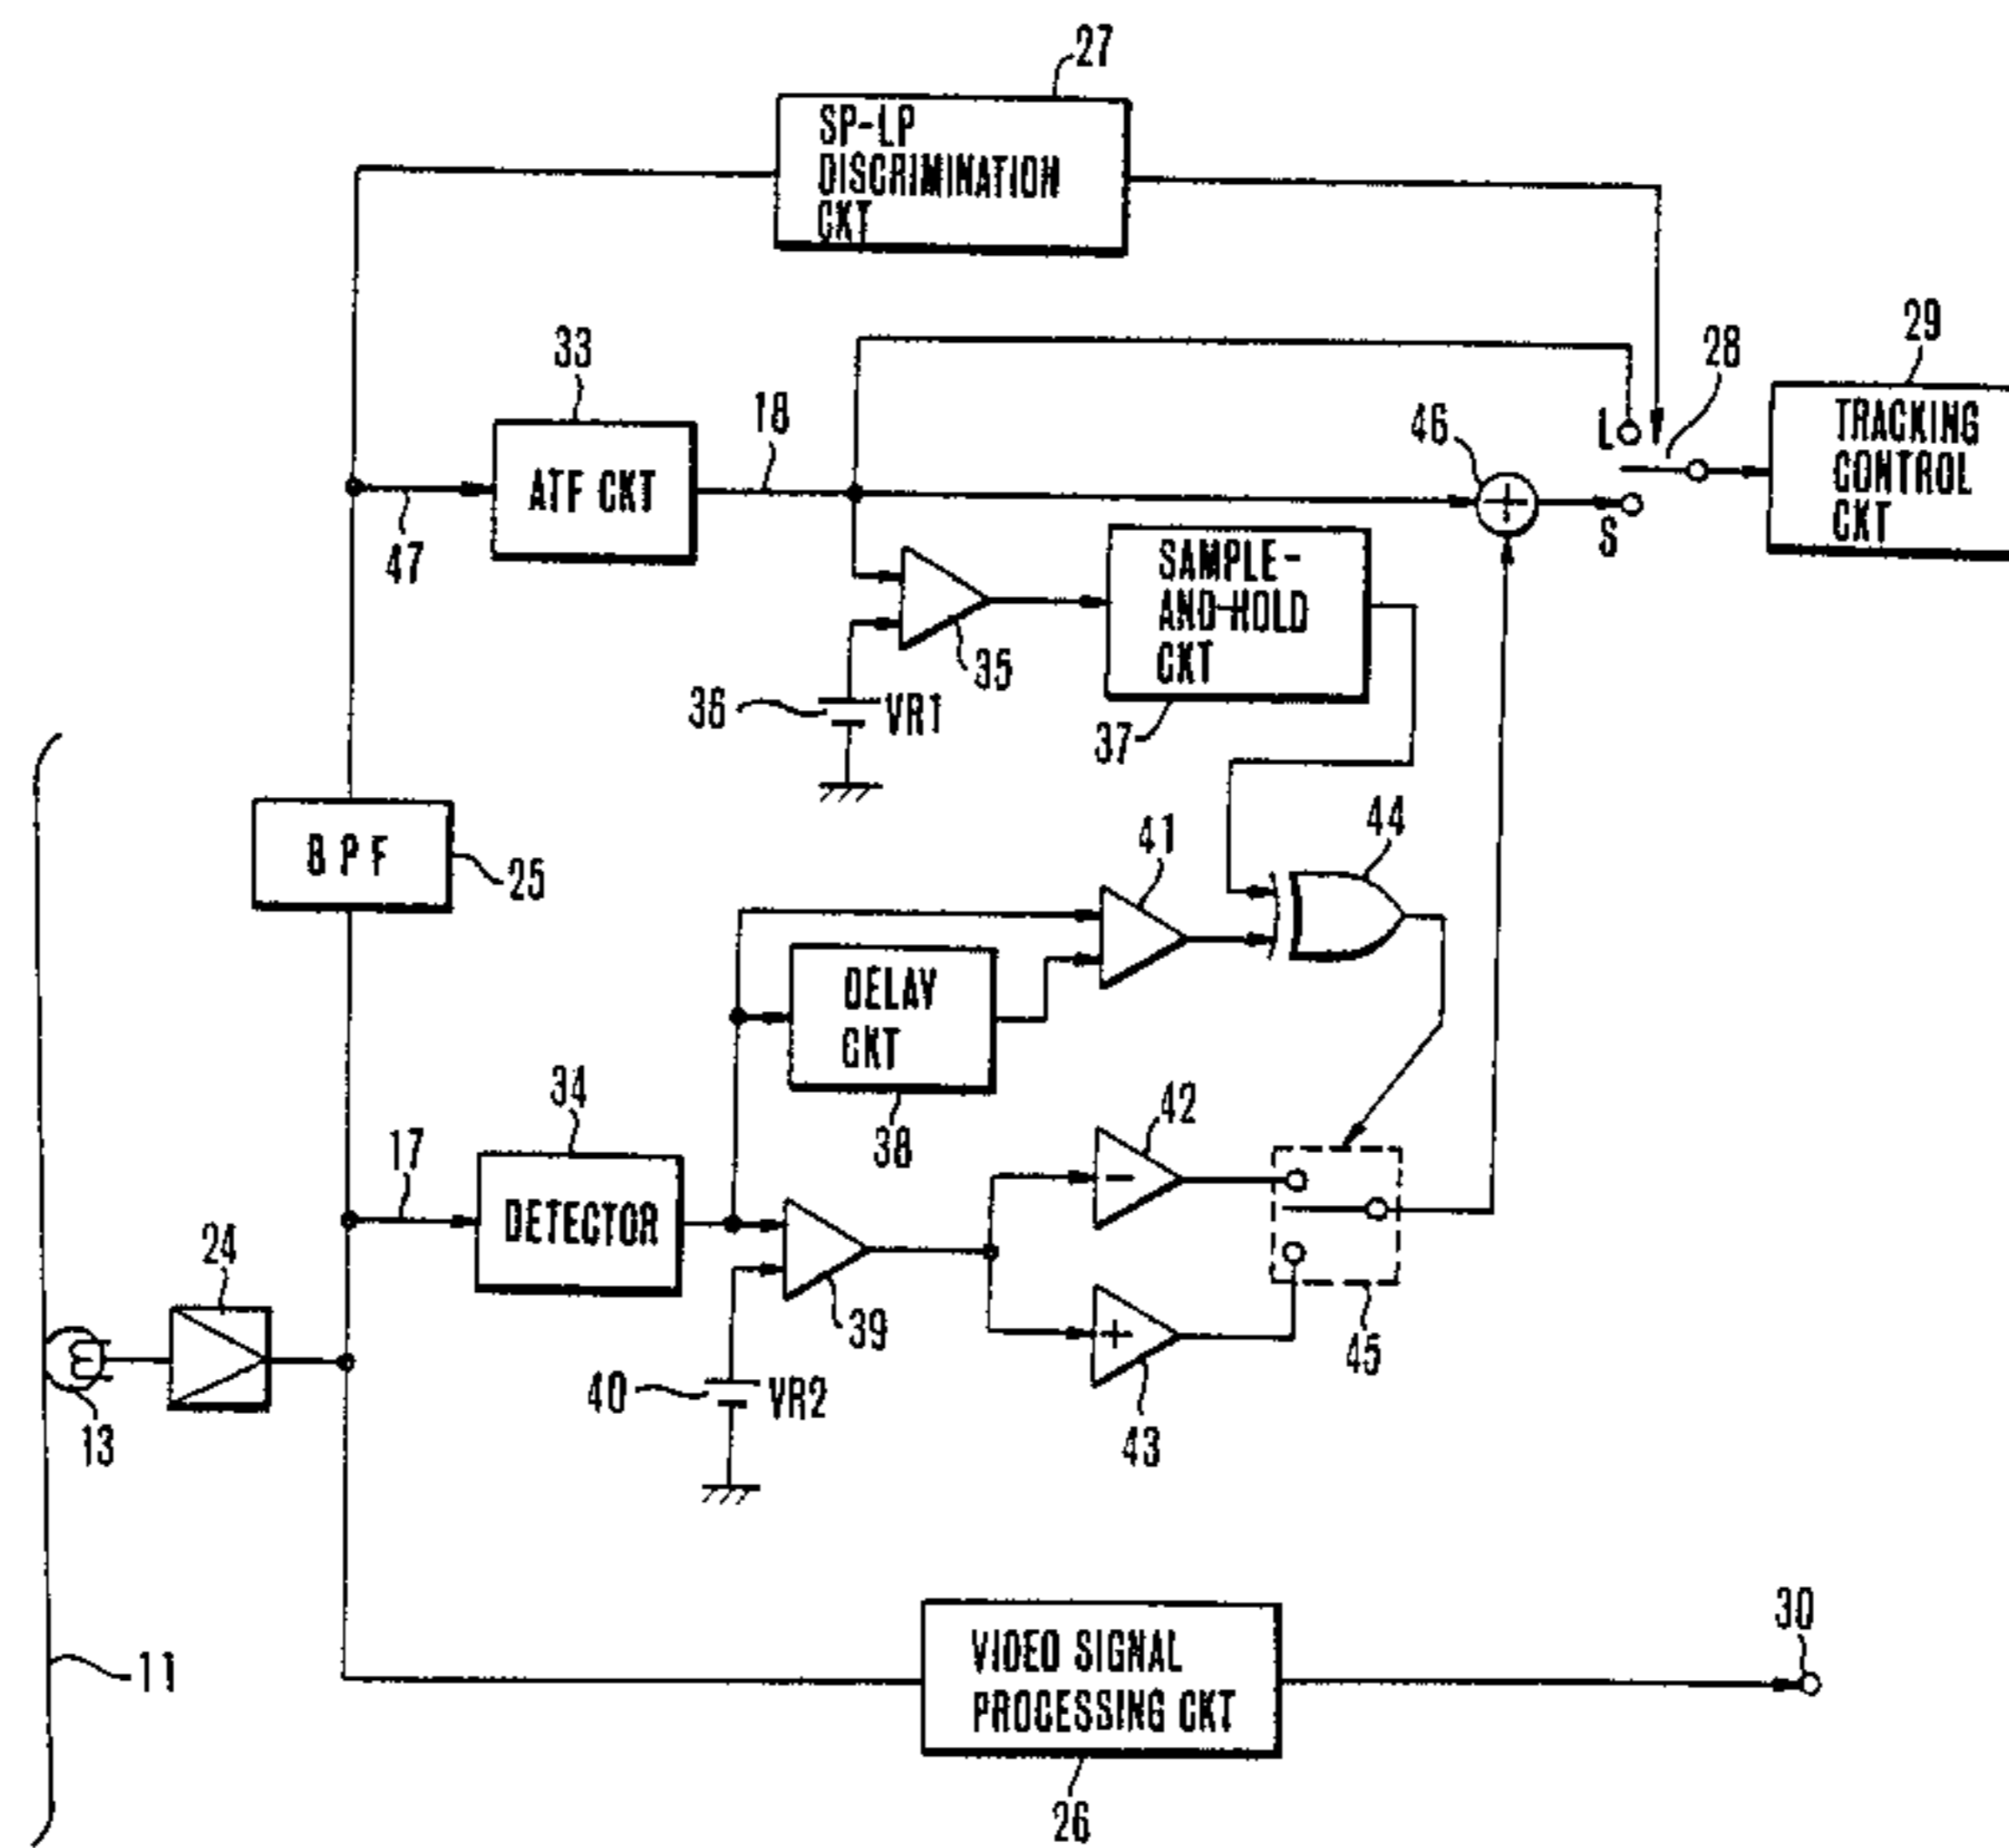 27
SP-LP
DISCRIMINATION
CKT
29
28
33
18
46
L
TRACKING
CONTROL
CKT
ATF CKT
S
47
SAMPLE-
AND-HOLD
CKT
35
36
VR1
37
44
41
BPF
25
DELAY
CKT
34
42
38
17
DETECTOR
24
39
45
40
VR2
13
43
30
VIDEO SIGNAL
PROCESSING CKT
11
26
+
-
+